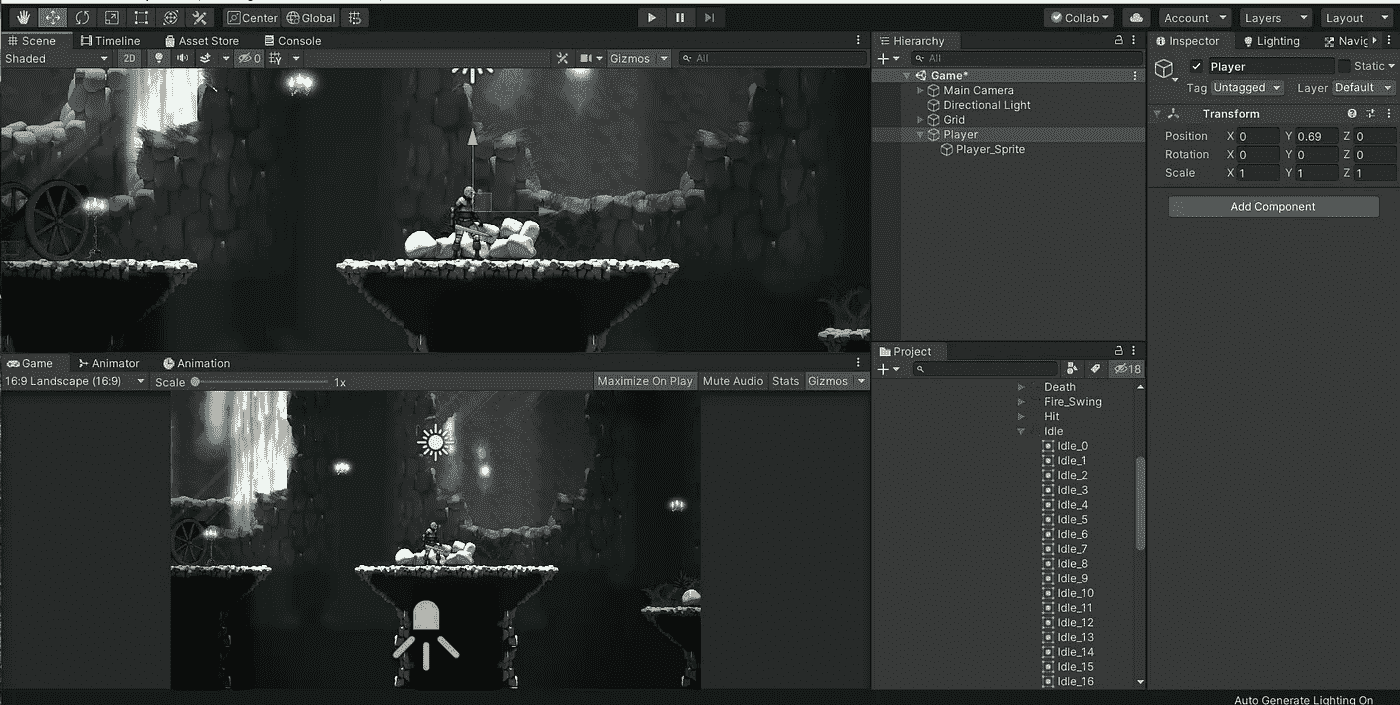 Center Global Collab Account Layers Layout
Scene Timeline Asset Store Console
Shaded 2D 0 Gizmos All
Hierarchy
All
Game*
Main Camera
Directional Light
Grid
Player
Player_Sprite
Inspector Lighting Navig
Player Static
Tag Untagged Layer Default
Transform
Position X 0 Y 0.69 Z 0
Rotation X 0 Y 0 Z 0
Scale X 1 Y 1 Z 1
Add Component
Game Animator Animation
16:9 Landscape (16:9) Scale 1x Maximize On Play Mute Audio Stats Gizmos
Project
18
Death
Fire_Swing
Hit
Idle
Idle_0
Idle_1
Idle_2
Idle_3
Idle_4
Idle_5
Idle_6
Idle_7
Idle_8
Idle_9
Idle_10
Idle_11
Idle_12
Idle_13
Idle_14
Idle_15
Idle_16
Auto Generate Lighting On